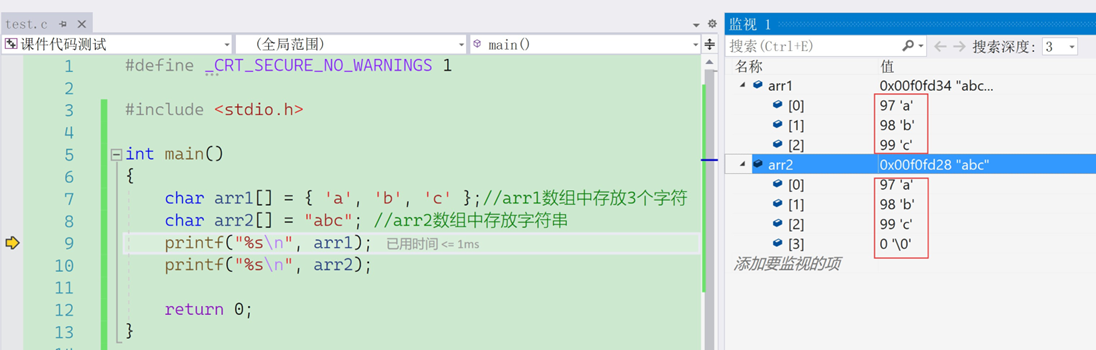 test.c
监视 1
课件代码测试
(全局范围)
main()
搜索(Ctrl+E)
搜索深度: 3
名称 值
1 #define _CRT_SECURE_NO_WARNINGS 1
2
3 #include <stdio.h>
4
5 int main()
6 {
7 char arr1[] = { 'a', 'b', 'c' };//arr1数组中存放3个字符
8 char arr2[] = "abc"; //arr2数组中存放字符串
9 printf("%s\n", arr1); 已用时间 <= 1ms
10 printf("%s\n", arr2);
11
12 return 0;
13 }
arr1 0x00f0fd34 "abc...
[0] 97 'a'
[1] 98 'b'
[2] 99 'c'
arr2 0x00f0fd28 "abc"
[0] 97 'a'
[1] 98 'b'
[2] 99 'c'
[3] 0 '\0'
添加要监视的项